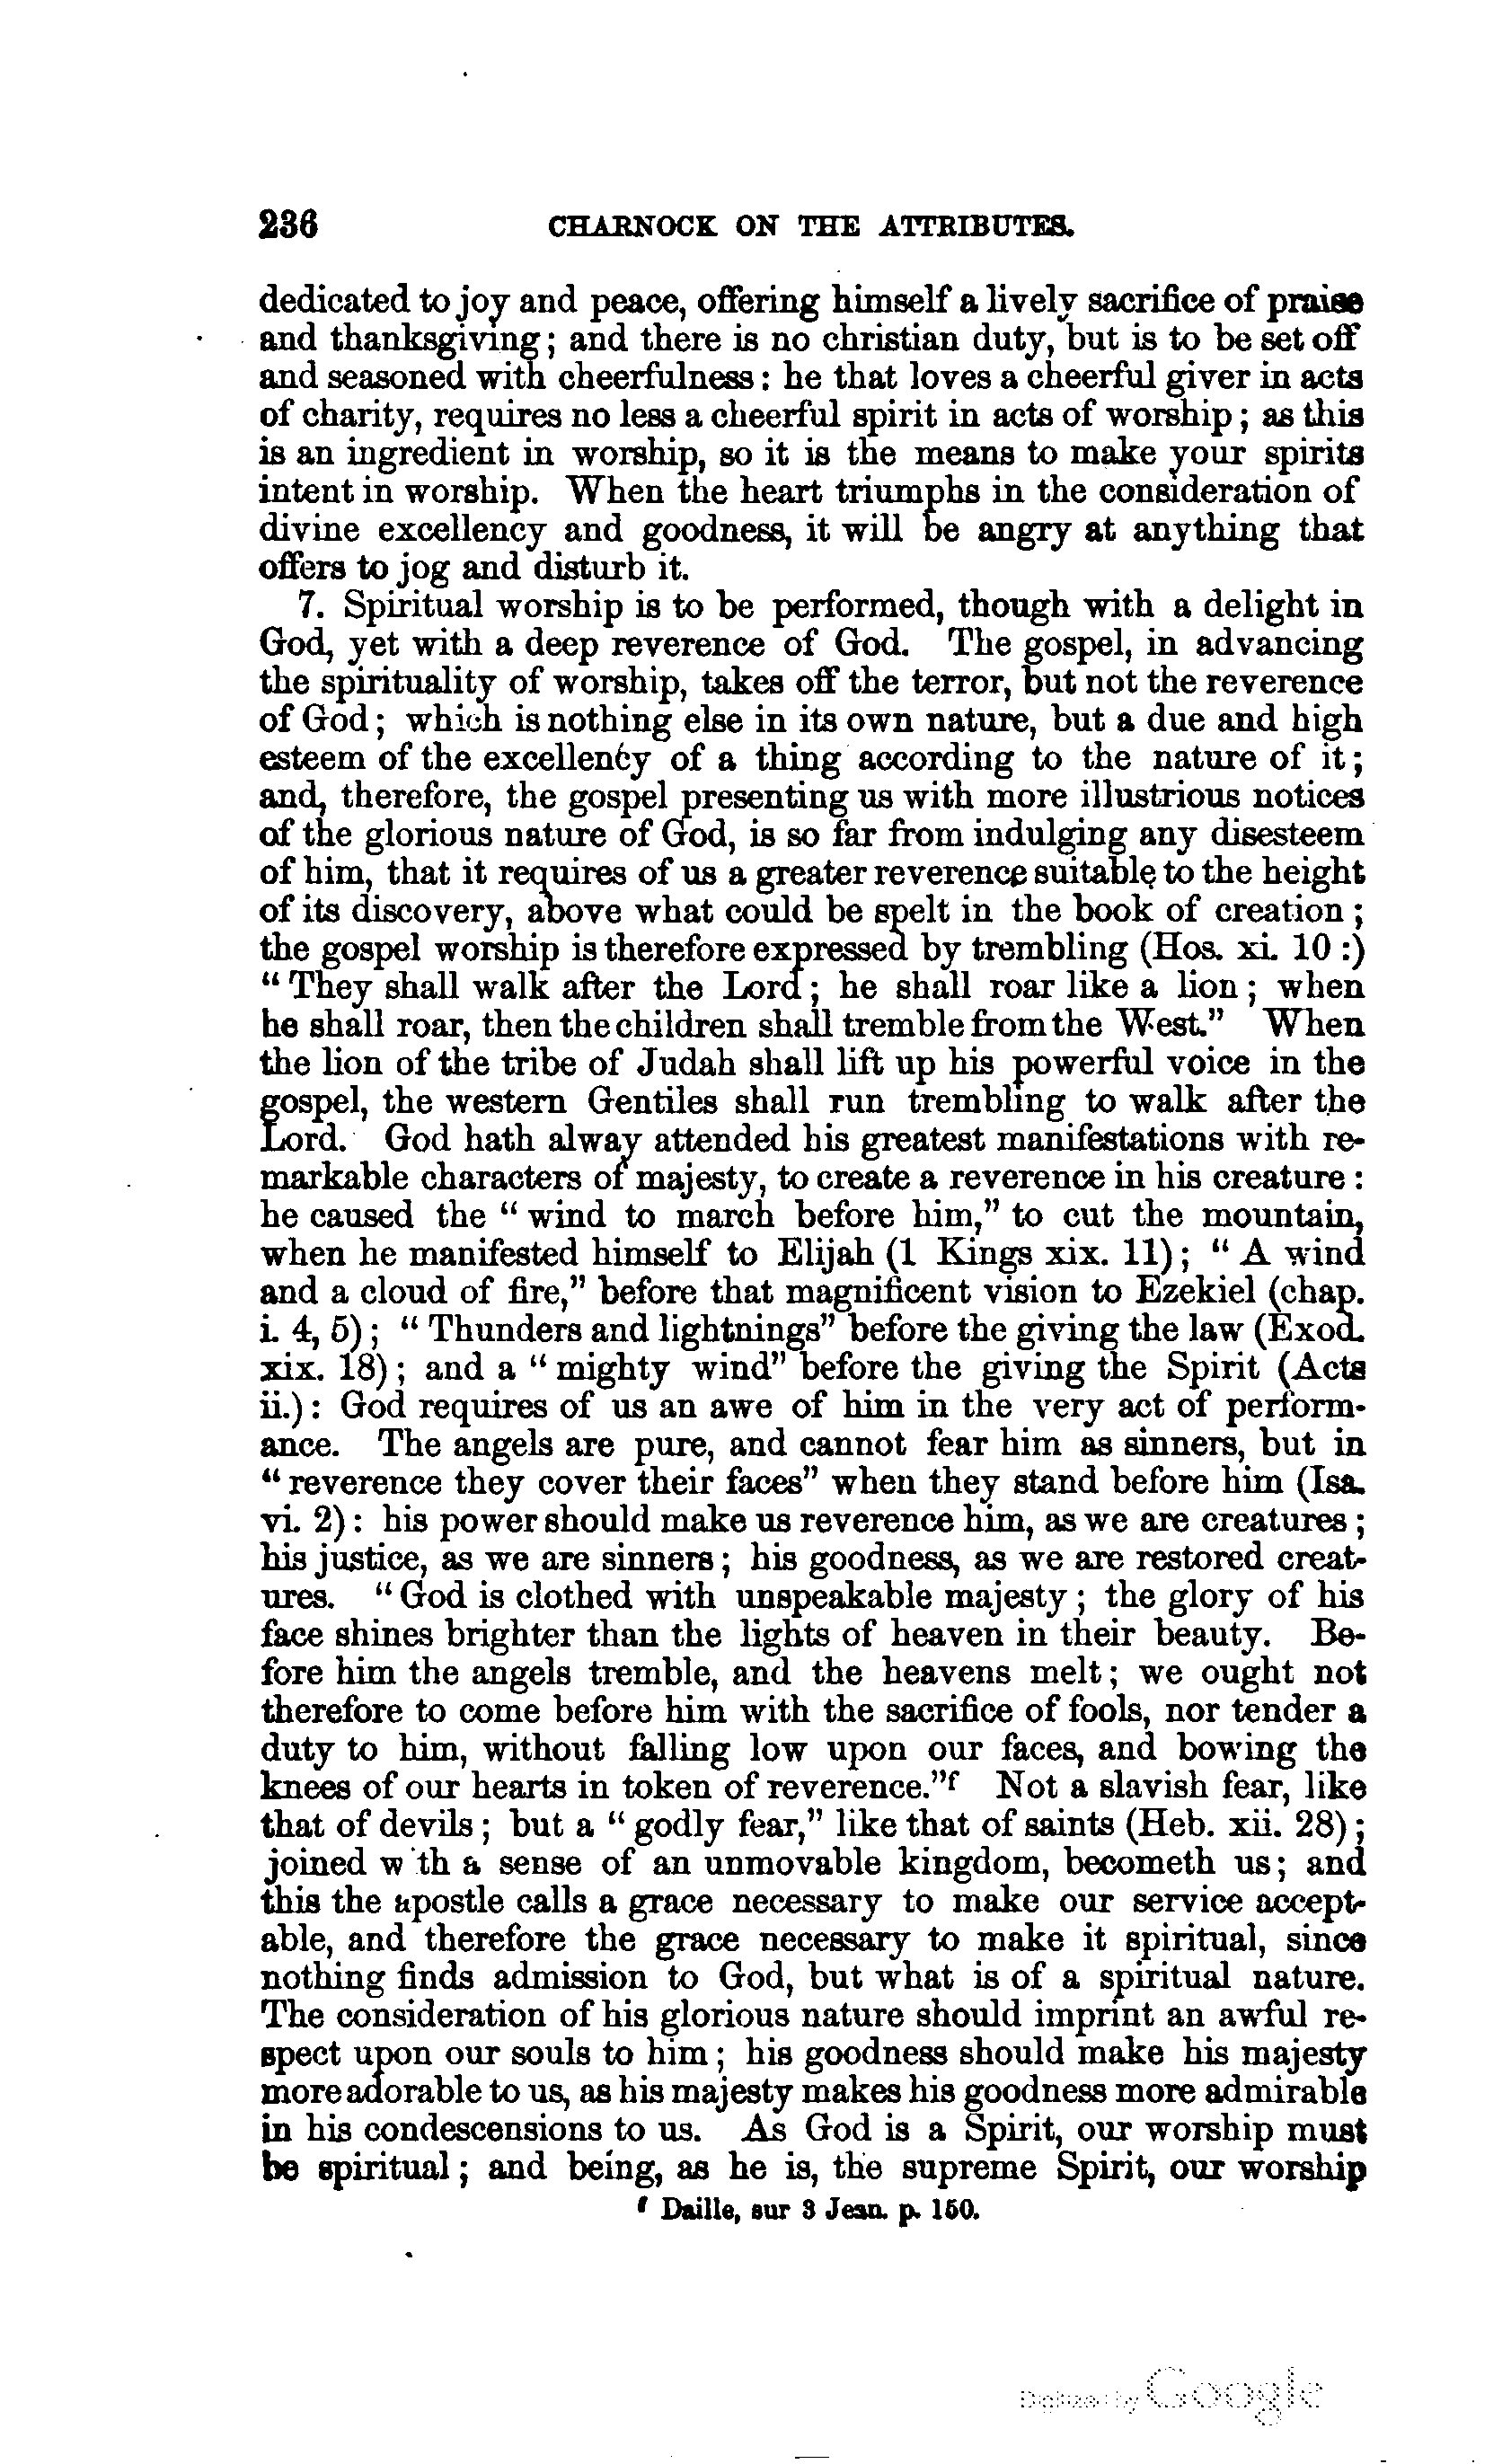 236 CHARNOCK ON THE ATTRIBUTES.
dedicated to joy and peace, offering himself a lively sacrifice of praise
and thanksgiving; and there is no christian duty, but is to be set off
and seasoned with cheerfulness: he that loves a cheerful giver in acts
of charity, requires no less a cheerful spirit in acts of worship; as this
is an ingredient in worship, so it is the means to make your spirits
intent in worship. When the heart triumphs in the consideration of
divine excellency and goodness, it will be angry at anything that
offers to jog and disturb it.
7. Spiritual worship is to be performed, though with a delight in
God, yet with a deep reverence of God. The gospel, in advancing
the spirituality of worship, takes off the terror, but not the reverence
of God; which is nothing else in its own nature, but a due and high
esteem of the excellency of a thing according to the nature of it;
and, therefore, the gospel presenting us with more illustrious notices
of the glorious nature of God, is so far from indulging any disesteem
of him, that it requires of us a greater reverence suitable to the height
of its discovery, above what could be spelt in the book of creation;
the gospel worship is therefore expressed by trembling (Hos. xi. 10:)
"They shall walk after the Lord; he shall roar like a lion; when
he shall roar, then the children shall tremble from the West." When
the lion of the tribe of Judah shall lift up his powerful voice in the
gospel, the western Gentiles shall run trembling to walk after the
Lord. God hath alway attended his greatest manifestations with re-
markable characters of majesty, to create a reverence in his creature:
he caused the "wind to march before him," to cut the mountain,
when he manifested himself to Elijah (1 Kings xix. 11); "A wind
and a cloud of fire," before that magnificent vision to Ezekiel (chap.
i. 4, 5); "Thunders and lightnings" before the giving the law (Exod.
xix. 18); and a "mighty wind" before the giving the Spirit (Acts
ii.): God requires of us an awe of him in the very act of perform-
ance. The angels are pure, and cannot fear him as sinners, but in
"reverence they cover their faces" when they stand before him (Isa.
vi. 2): his power should make us reverence him, as we are creatures;
his justice, as we are sinners; his goodness, as we are restored creat-
ures. "God is clothed with unspeakable majesty; the glory of his
face shines brighter than the lights of heaven in their beauty. Be-
fore him the angels tremble, and the heavens melt; we ought not
therefore to come before him with the sacrifice of fools, nor tender a
duty to him, without falling low upon our faces, and bowing the
knees of our hearts in token of reverence."f Not a slavish fear, like
that of devils; but a "godly fear," like that of saints (Heb. xii. 28);
joined w th a sense of an unmovable kingdom, becometh us; and
this the apostle calls a grace necessary to make our service accept-
able, and therefore the grace necessary to make it spiritual, since
nothing finds admission to God, but what is of a spiritual nature.
The consideration of his glorious nature should imprint an awful re-
spect upon our souls to him; his goodness should make his majesty
more adorable to us, as his majesty makes his goodness more admirable
in his condescensions to us. As God is a Spirit, our worship must
be spiritual; and being, as he is, the supreme Spirit, our worship
f Daille, sur 3 Jean. p. 150.
Digitized by Google